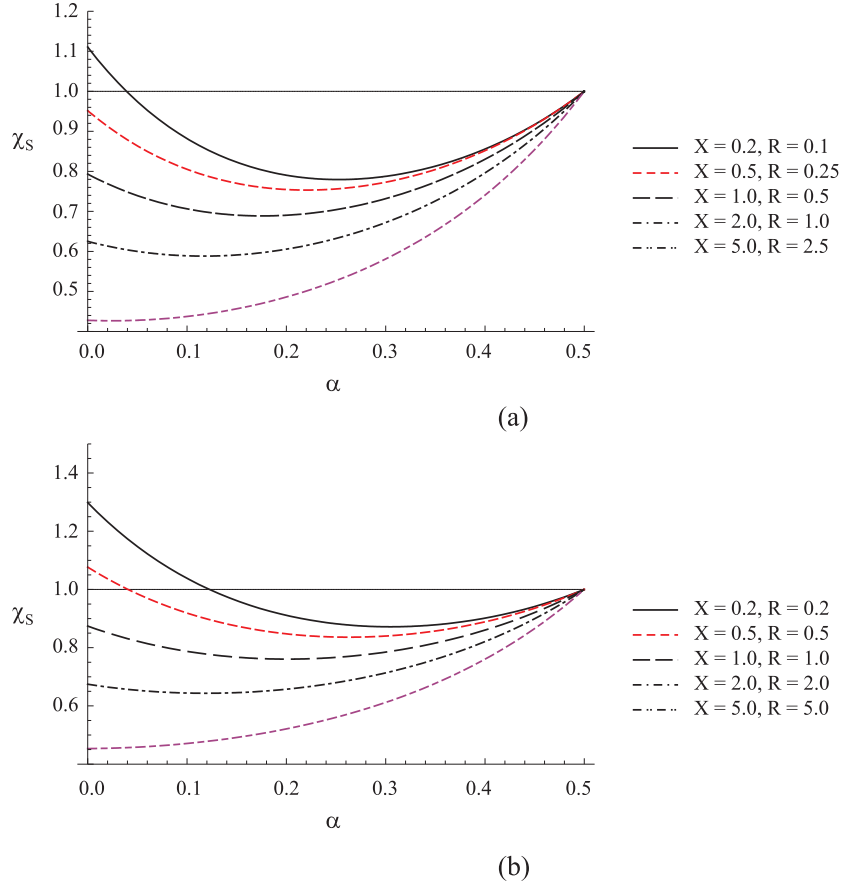 1.2
1.1
1.0
0.9
χS
0.8
0.7
0.6
0.5
0.0 0.1 0.2 0.3 0.4 0.5
α
X = 0.2, R = 0.1
X = 0.5, R = 0.25
X = 1.0, R = 0.5
X = 2.0, R = 1.0
X = 5.0, R = 2.5
(a)
1.4
1.2
1.0
χS
0.8
0.6
0.0 0.1 0.2 0.3 0.4 0.5
α
X = 0.2, R = 0.2
X = 0.5, R = 0.5
X = 1.0, R = 1.0
X = 2.0, R = 2.0
X = 5.0, R = 5.0
(b)